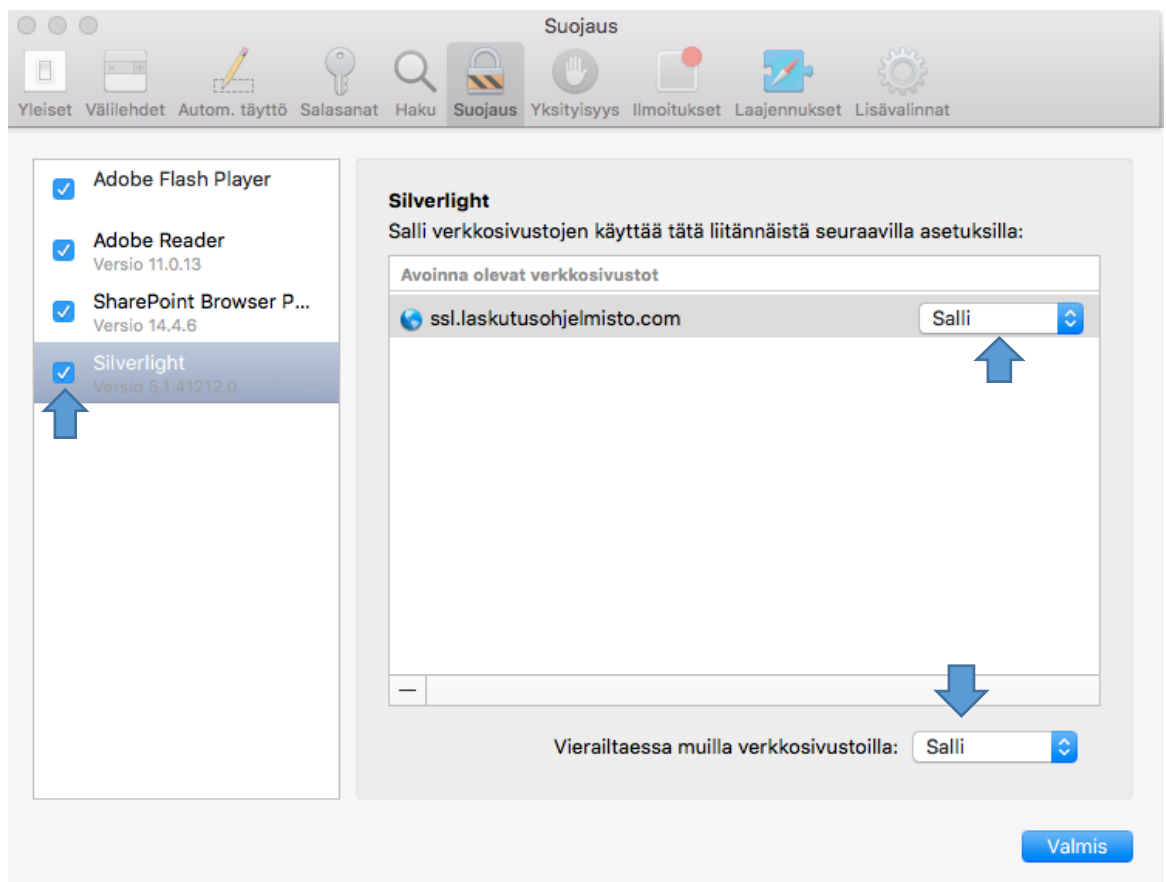 Suojaus
Yleiset Välilehdet Autom. täyttö Salasanat Haku Suojaus Yksityisyys Ilmoitukset Laajennukset Lisävalinnat
Adobe Flash Player
Adobe Reader
Versio 11.0.13
SharePoint Browser P...
Versio 14.4.6
Silverlight
Versio 5.1.41212.0
Silverlight
Salli verkkosivustojen käyttää tätä liitännäistä seuraavilla asetuksilla:
Avoinna olevat verkkosivustot
ssl.laskutusohjelmisto.com Salli
Vierailtaessa muilla verkkosivustoilla: Salli
Valmis